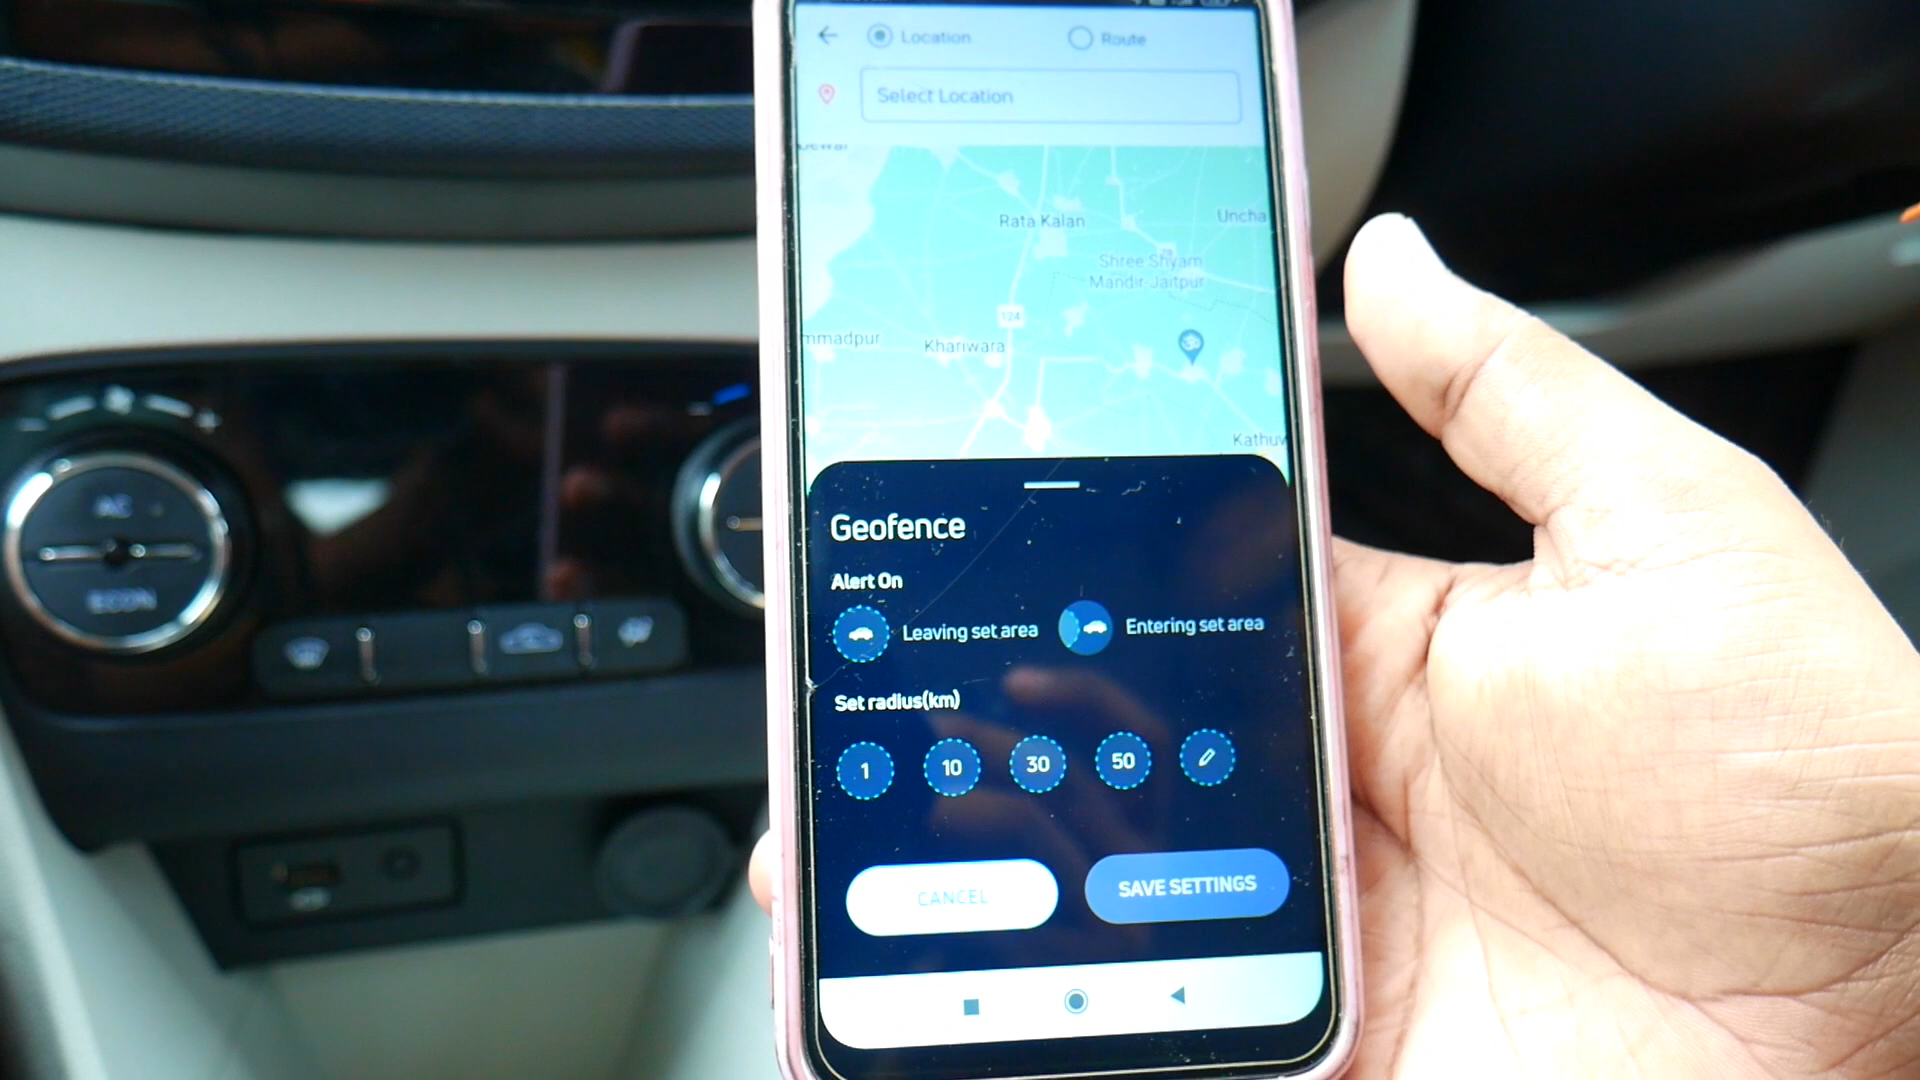 Location
Route
Select Location
Rata Kalan
Uncha
Shree Shyam
Mandir Jaitpur
124
mmadpur
Khariwara
Kathuw
Geofence
Alert On
Leaving set area
Entering set area
Set radius(km)
1
10
30
50
CANCEL
SAVE SETTINGS
AC
ECON